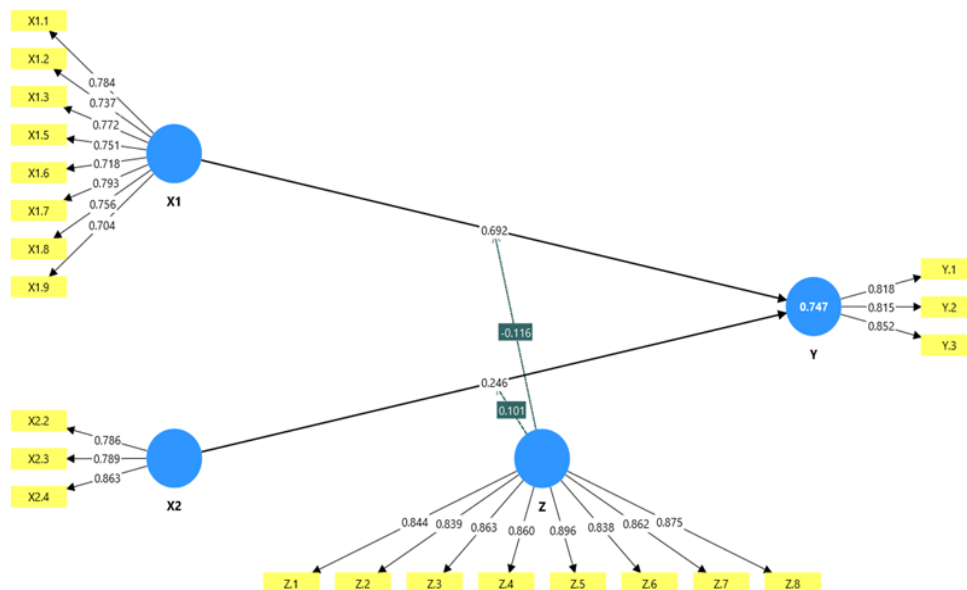 X1.1
X1.2
X1.3
X1.5
X1.6
X1.7
X1.8
X1.9
0.784
0.737
0.772
0.751
0.718
0.793
0.756
0.704
X1
0.692
-0.116
0.246
0.101
0.747
Y
0.818
0.815
0.852
Y.1
Y.2
Y.3
X2.2
X2.3
X2.4
0.786
0.789
0.863
X2
Z
0.844 0.839 0.863 0.860 0.896 0.838 0.862 0.875
Z.1 Z.2 Z.3 Z.4 Z.5 Z.6 Z.7 Z.8